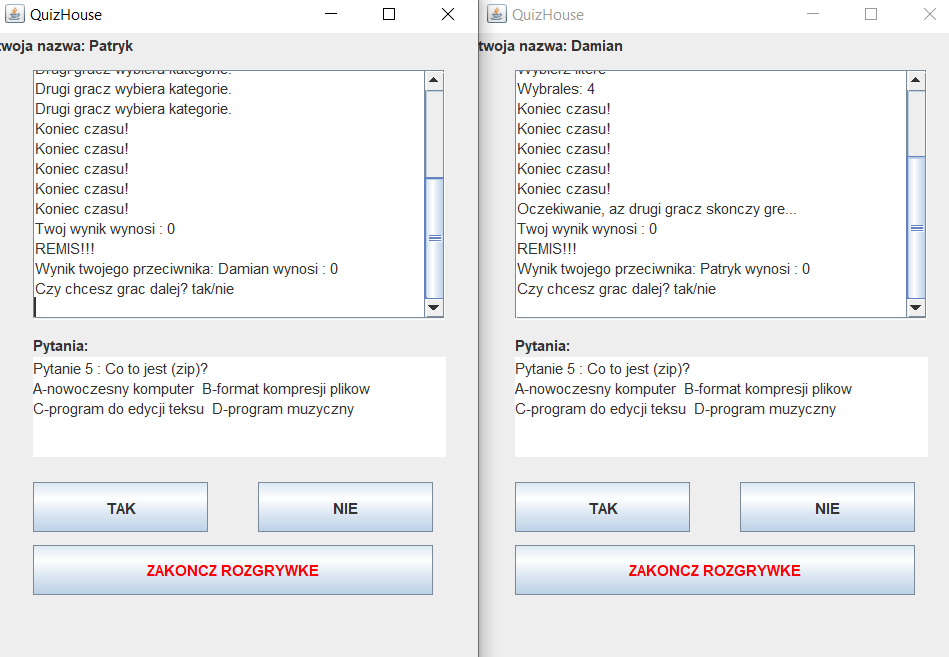 QuizHouse
twoja nazwa: Patryk
Drugi gracz wybiera kategorie.
Drugi gracz wybiera kategorie.
Drugi gracz wybiera kategorie.
Koniec czasu!
Koniec czasu!
Koniec czasu!
Koniec czasu!
Koniec czasu!
Twoj wynik wynosi : 0
REMIS!!!
Wynik twojego przeciwnika: Damian wynosi : 0
Czy chcesz grac dalej? tak/nie
Pytania:
Pytanie 5 : Co to jest (zip)?
A-nowoczesny komputer B-format kompresji plikow
C-program do edycji teksu D-program muzyczny
TAK
NIE
ZAKONCZ ROZGRYWKE
QuizHouse
twoja nazwa: Damian
Wybierz litere
Wybrales: 4
Koniec czasu!
Koniec czasu!
Koniec czasu!
Koniec czasu!
Koniec czasu!
Oczekiwanie, az drugi gracz skonczy gre...
Twoj wynik wynosi : 0
REMIS!!!
Wynik twojego przeciwnika: Patryk wynosi : 0
Czy chcesz grac dalej? tak/nie
Pytania:
Pytanie 5 : Co to jest (zip)?
A-nowoczesny komputer B-format kompresji plikow
C-program do edycji teksu D-program muzyczny
TAK
NIE
ZAKONCZ ROZGRYWKE